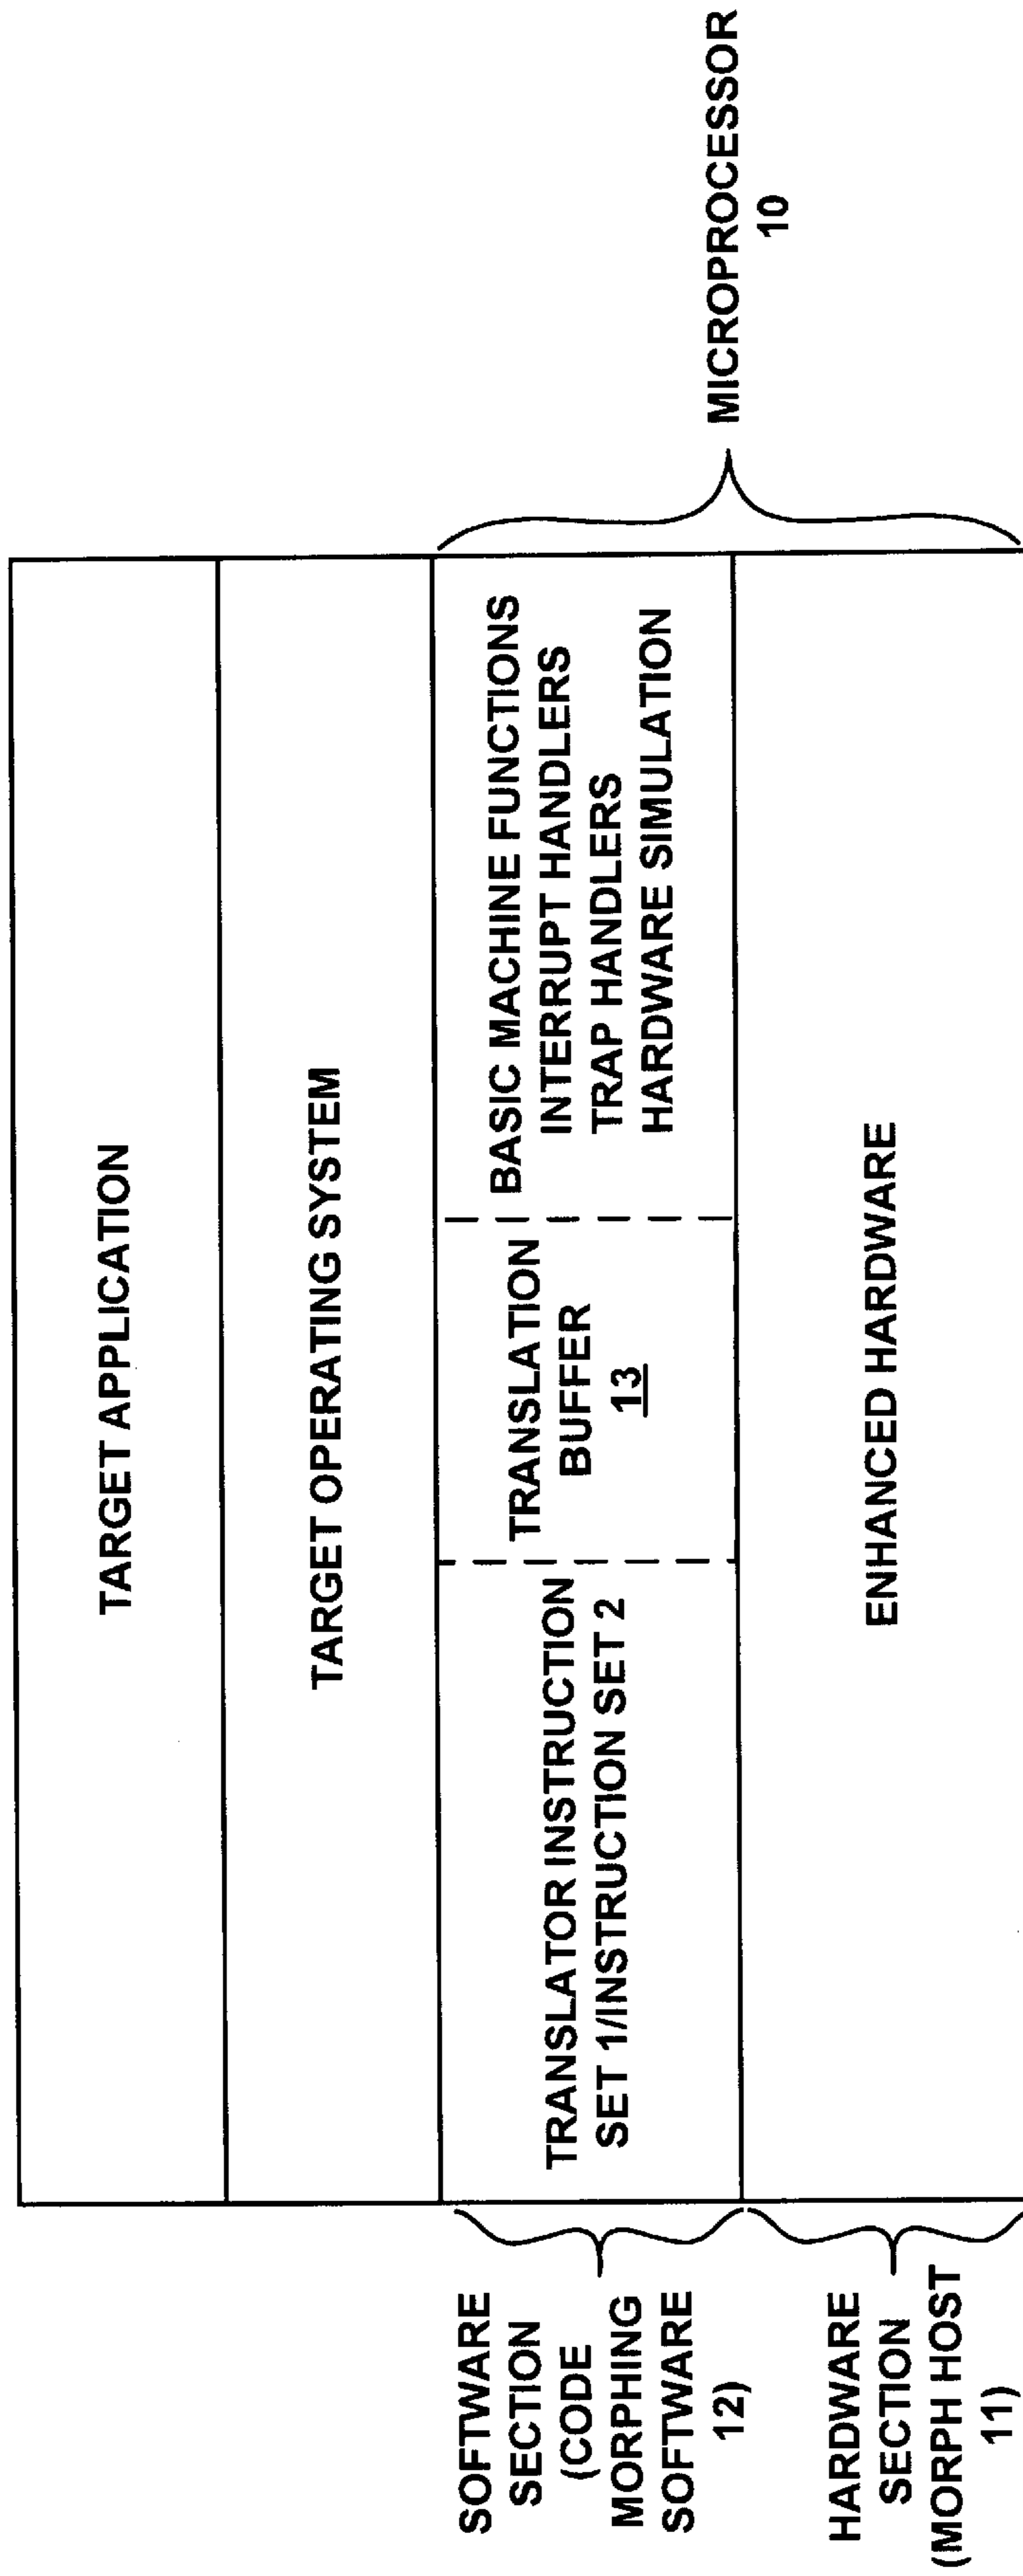 TARGET APPLICATION
TARGET OPERATING SYSTEM
SOFTWARE
SECTION
(CODE
MORPHING
SOFTWARE
12)
TRANSLATOR INSTRUCTION
SET 1/INSTRUCTION SET 2
TRANSLATION
BUFFER
13
BASIC MACHINE FUNCTIONS
INTERRUPT HANDLERS
TRAP HANDLERS
HARDWARE SIMULATION
MICROPROCESSOR
10
HARDWARE
SECTION
(MORPH HOST
11)
ENHANCED HARDWARE